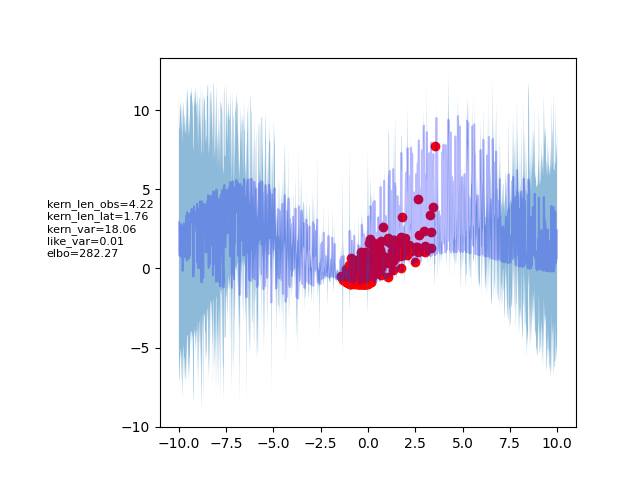 10
5
0
−5
−10
kern_len_obs=4.22
kern_len_lat=1.76
kern_var=18.06
like_var=0.01
elbo=282.27
−10.0 −7.5 −5.0 −2.5 0.0 2.5 5.0 7.5 10.0